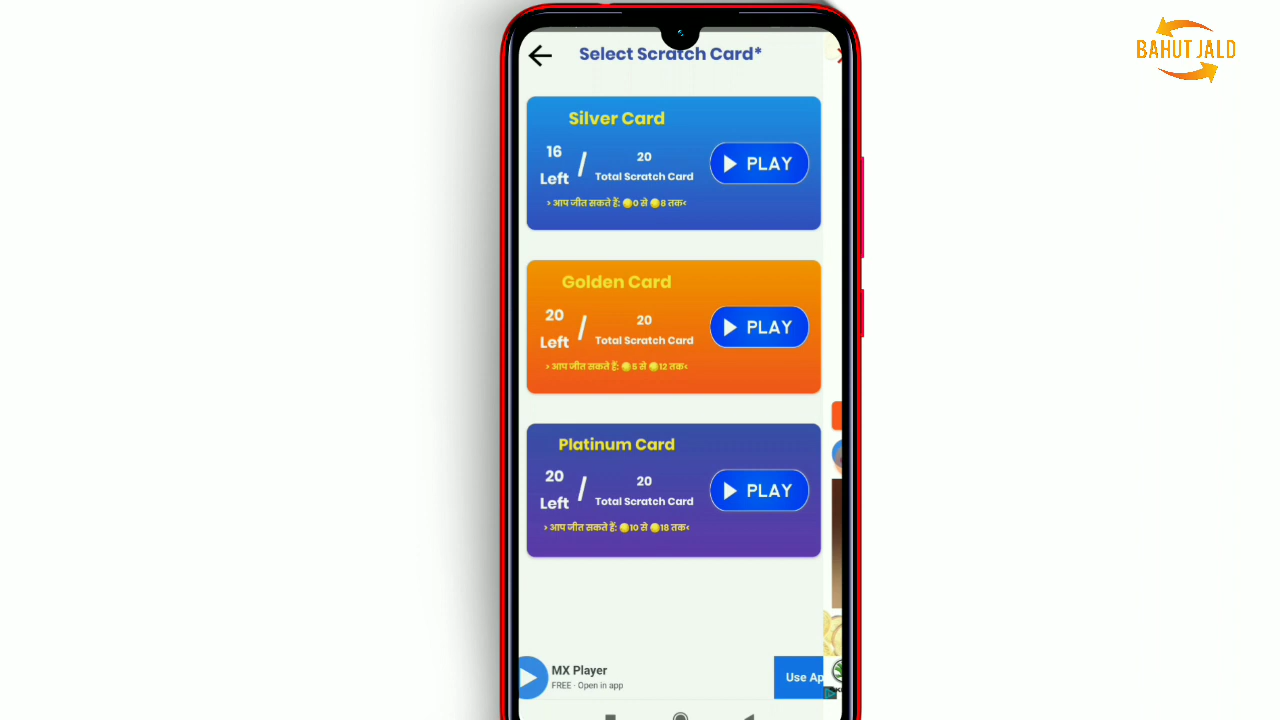 BAHUT JALD
Select Scratch Card*
Silver Card
16
Left
/
20
Total Scratch Card
PLAY
> आप जीत सकते हैं: 0 से 8 तक<
Golden Card
20
Left
/
20
Total Scratch Card
PLAY
> आप जीत सकते हैं: 5 से 12 तक<
Platinum Card
20
Left
/
20
Total Scratch Card
PLAY
> आप जीत सकते हैं: 10 से 18 तक<
MX Player
FREE · Open in app
Use Ap